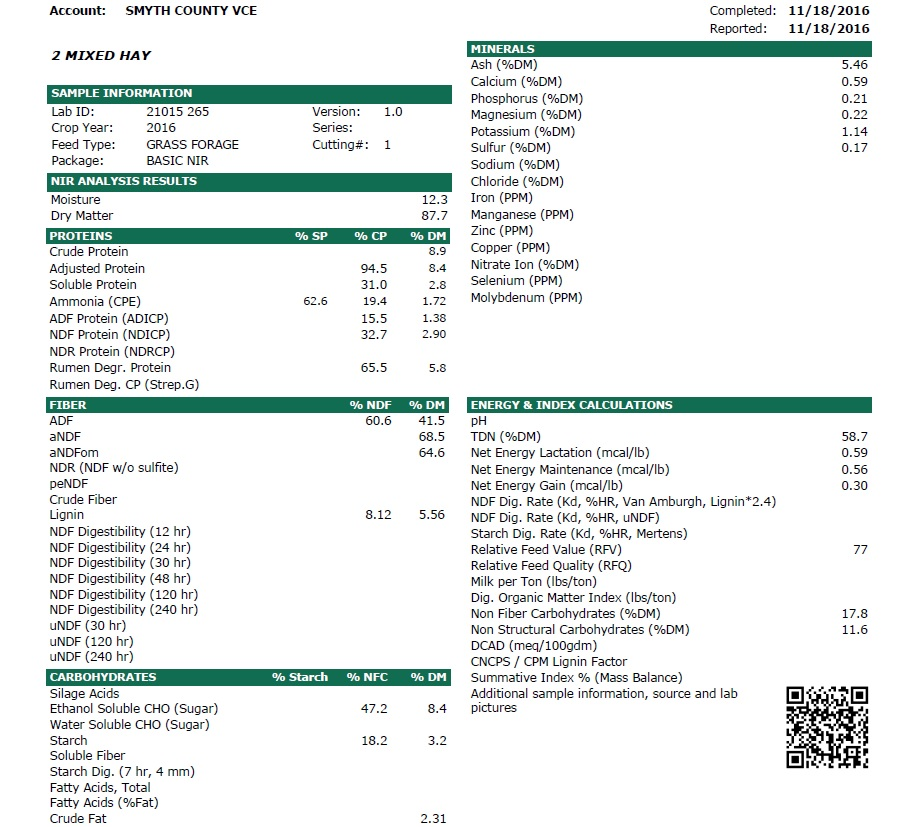 Account: SMYTH COUNTY VCE
Completed: 11/18/2016
Reported: 11/18/2016
2 MIXED HAY
SAMPLE INFORMATION
Lab ID: 21015 265 Version: 1.0
Crop Year: 2016 Series:
Feed Type: GRASS FORAGE Cutting#: 1
Package: BASIC NIR
NIR ANALYSIS RESULTS
Moisture 12.3
Dry Matter 87.7
PROTEINS % SP % CP % DM
Crude Protein 8.9
Adjusted Protein 94.5 8.4
Soluble Protein 31.0 2.8
Ammonia (CPE) 62.6 19.4 1.72
ADF Protein (ADICP) 15.5 1.38
NDF Protein (NDICP) 32.7 2.90
NDR Protein (NDRCP)
Rumen Degr. Protein 65.5 5.8
Rumen Deg. CP (Strep.G)
FIBER % NDF % DM
ADF 60.6 41.5
aNDF 68.5
aNDFom 64.6
NDR (NDF w/o sulfite)
peNDF
Crude Fiber
Lignin 8.12 5.56
NDF Digestibility (12 hr)
NDF Digestibility (24 hr)
NDF Digestibility (30 hr)
NDF Digestibility (48 hr)
NDF Digestibility (120 hr)
NDF Digestibility (240 hr)
uNDF (30 hr)
uNDF (120 hr)
uNDF (240 hr)
CARBOHYDRATES % Starch % NFC % DM
Silage Acids
Ethanol Soluble CHO (Sugar) 47.2 8.4
Water Soluble CHO (Sugar)
Starch 18.2 3.2
Soluble Fiber
Starch Dig. (7 hr, 4 mm)
Fatty Acids, Total
Fatty Acids (%Fat)
Crude Fat 2.31
MINERALS
Ash (%DM) 5.46
Calcium (%DM) 0.59
Phosphorus (%DM) 0.21
Magnesium (%DM) 0.22
Potassium (%DM) 1.14
Sulfur (%DM) 0.17
Sodium (%DM)
Chloride (%DM)
Iron (PPM)
Manganese (PPM)
Zinc (PPM)
Copper (PPM)
Nitrate Ion (%DM)
Selenium (PPM)
Molybdenum (PPM)
ENERGY & INDEX CALCULATIONS
pH
TDN (%DM) 58.7
Net Energy Lactation (mcal/lb) 0.59
Net Energy Maintenance (mcal/lb) 0.56
Net Energy Gain (mcal/lb) 0.30
NDF Dig. Rate (Kd, %HR, Van Amburgh, Lignin*2.4)
NDF Dig. Rate (Kd, %HR, uNDF)
Starch Dig. Rate (Kd, %HR, Mertens)
Relative Feed Value (RFV) 77
Relative Feed Quality (RFQ)
Milk per Ton (lbs/ton)
Dig. Organic Matter Index (lbs/ton)
Non Fiber Carbohydrates (%DM) 17.8
Non Structural Carbohydrates (%DM) 11.6
DCAD (meq/100gdm)
CNCPS / CPM Lignin Factor
Summative Index % (Mass Balance)
Additional sample information, source and lab
pictures